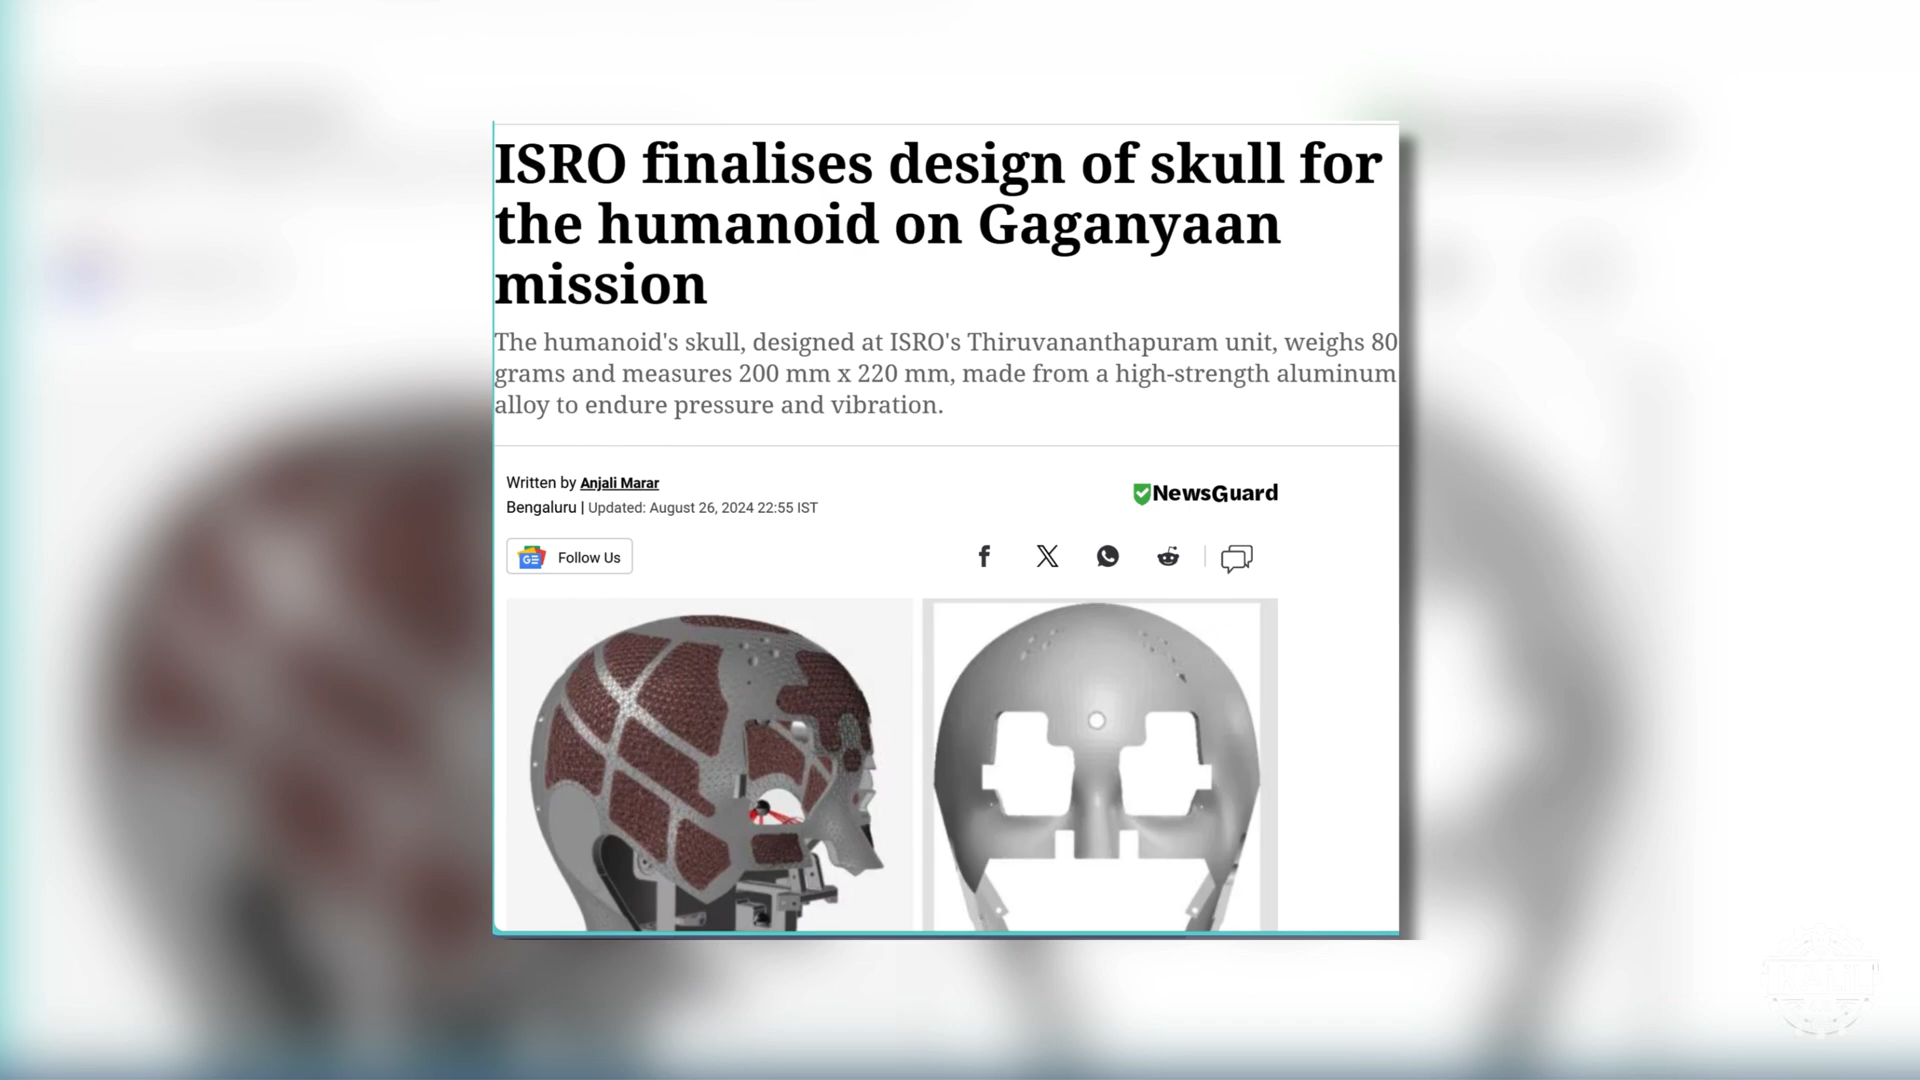 ISRO finalises design of skull for
the humanoid on Gaganyaan
mission
The humanoid's skull, designed at ISRO's Thiruvananthapuram unit, weighs 80
grams and measures 200 mm x 220 mm, made from a high-strength aluminum
alloy to endure pressure and vibration.
Written by Anjali Marar
NewsGuard
Bengaluru | Updated: August 26, 2024 22:55 IST
GE Follow Us